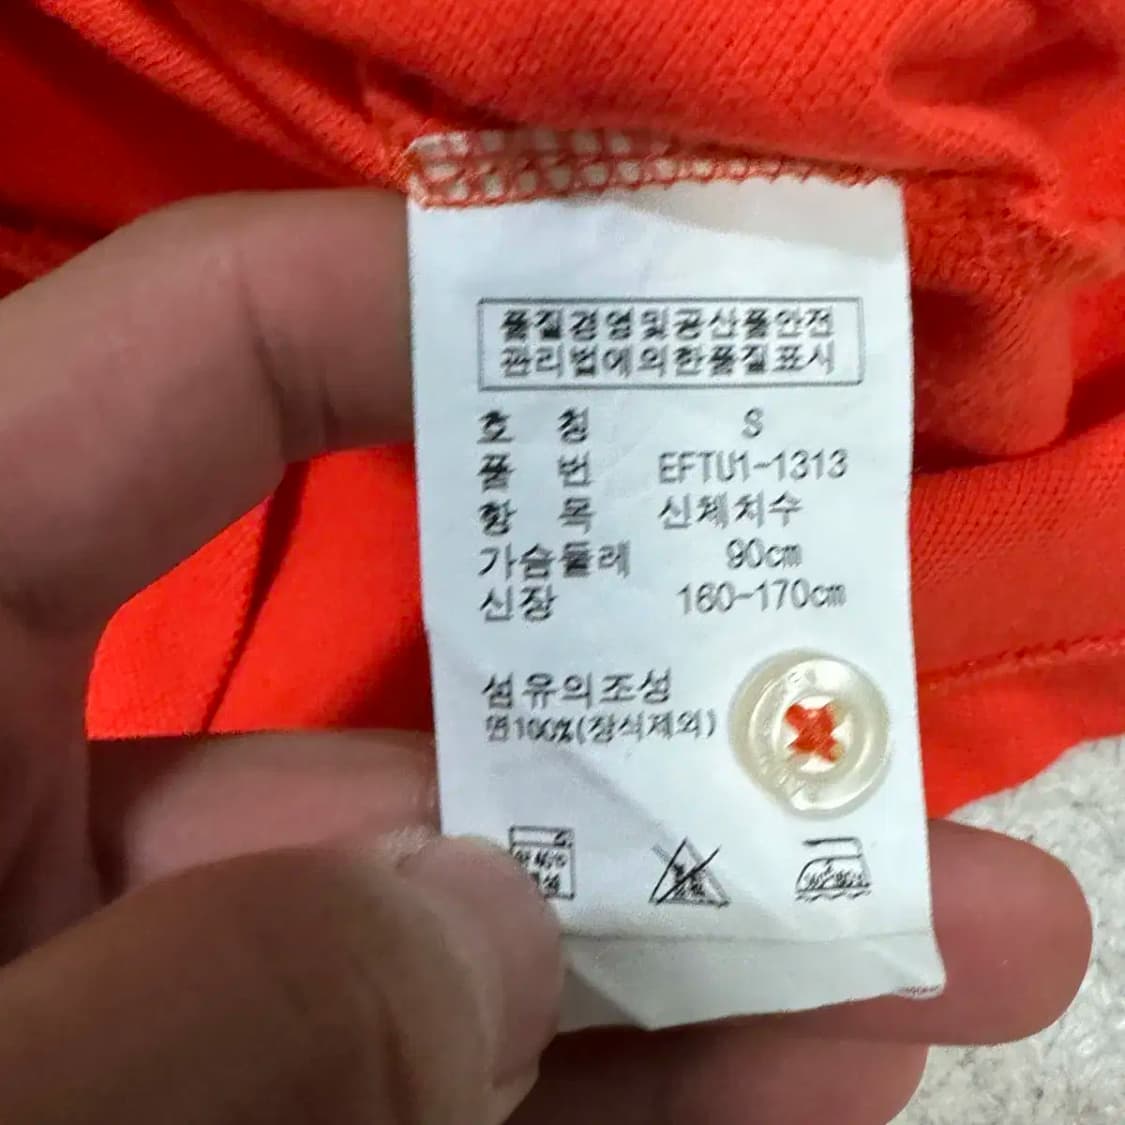 품질경영및공산품안전
관리법에의한품질표시
호 칭 S
품 번 EFTU1-1313
항 목 신체치수
가슴둘레 90cm
신장 160-170cm
섬유의조성
면100%(장식제외)